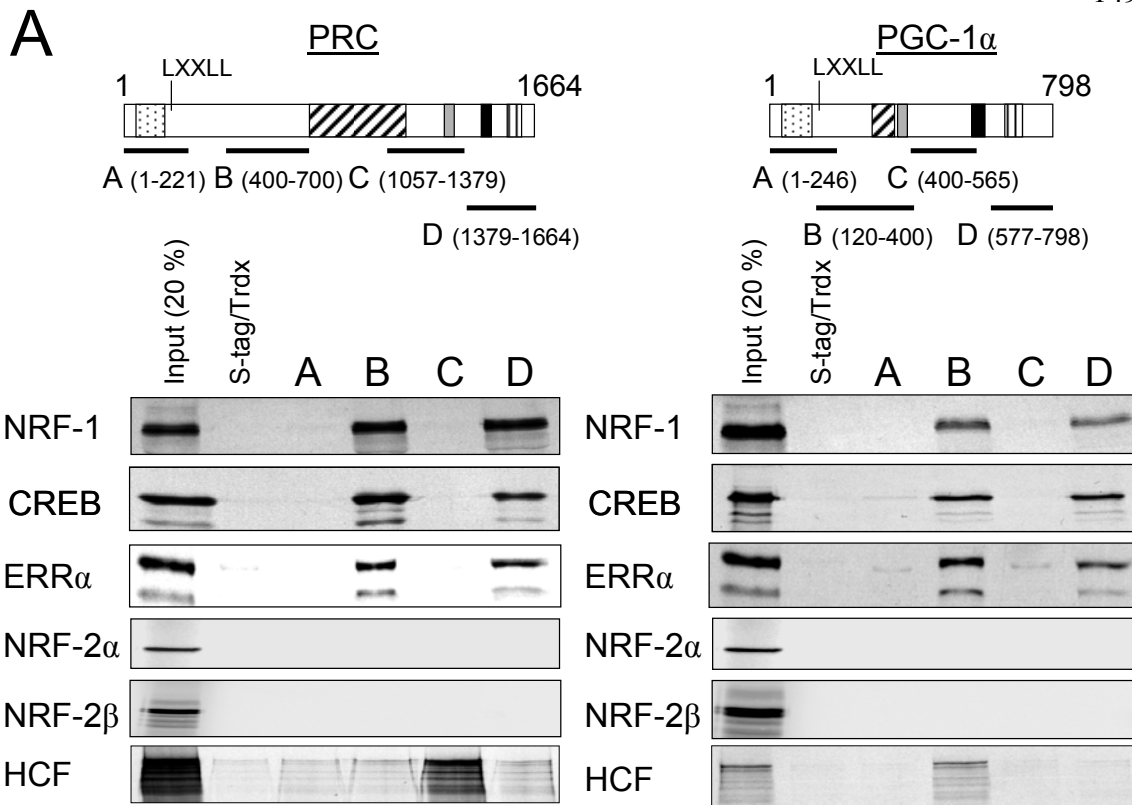 A
PRC
PGC-1α
LXXLL
LXXLL
1
1664
1
798
A (1-221) B (400-700) C (1057-1379)
A (1-246) C (400-565)
D (1379-1664)
B (120-400) D (577-798)
Input (20 %)
S-tag/Trdx
A B C D
Input (20 %)
S-tag/Trdx
A B C D
NRF-1
NRF-1
CREB
CREB
ERRα
ERRα
NRF-2α
NRF-2α
NRF-2β
NRF-2β
HCF
HCF